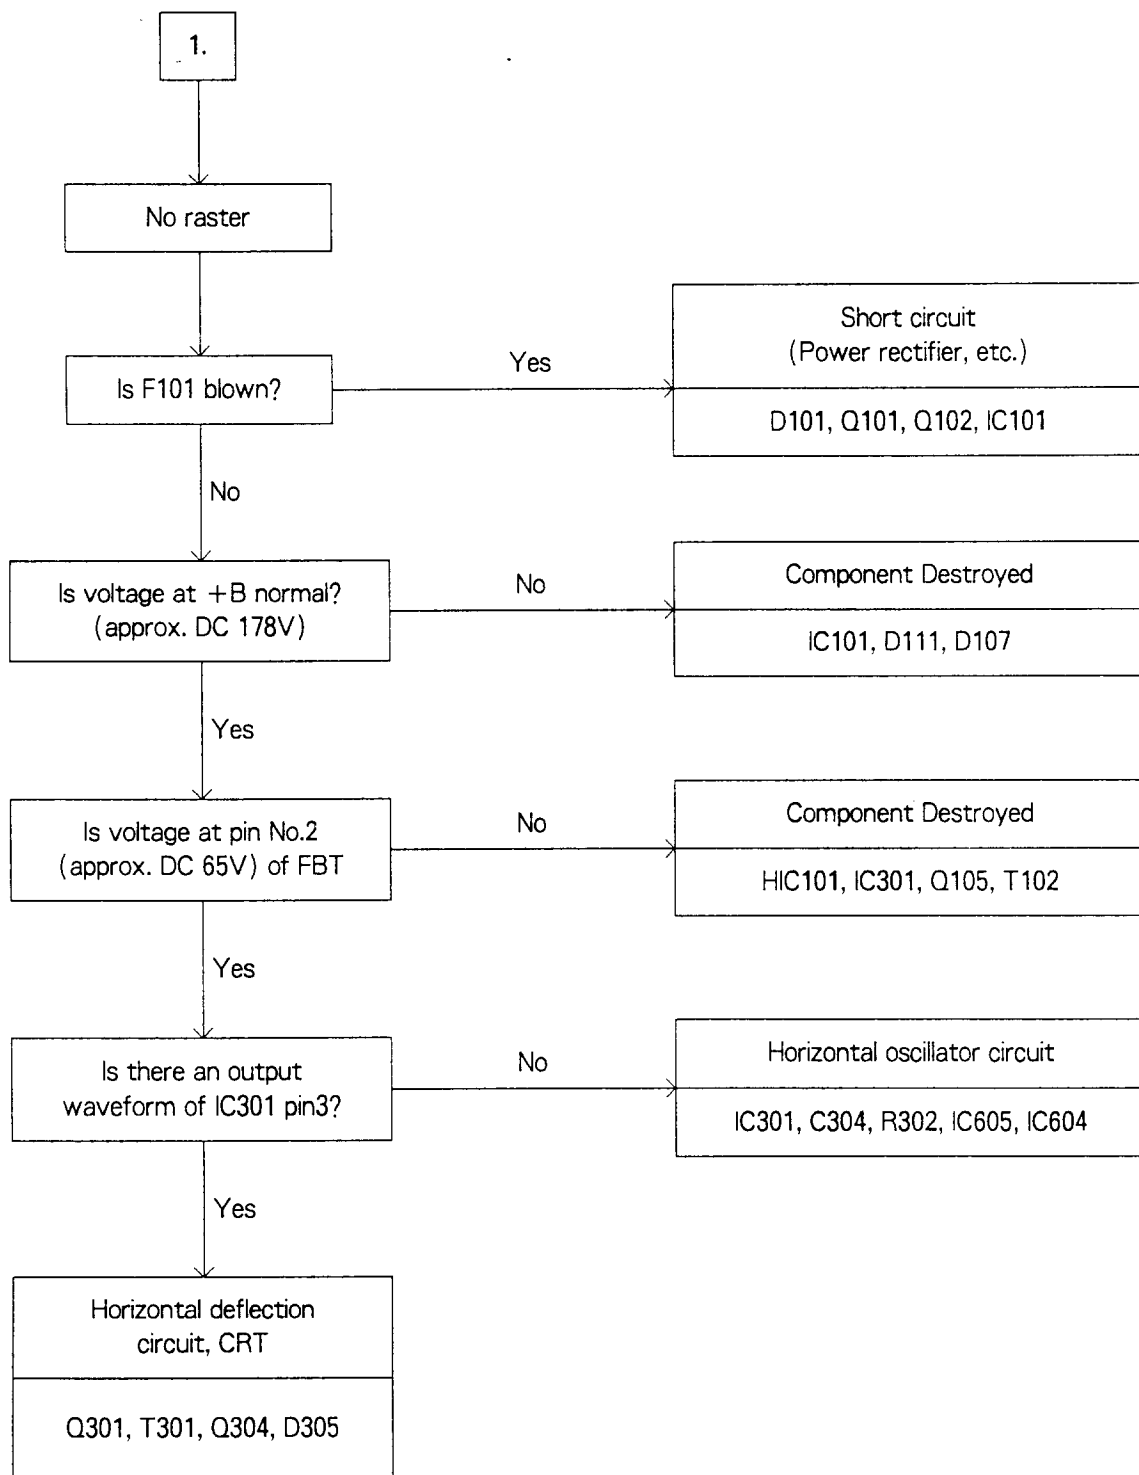 1.
No raster
Is F101 blown?
Yes
Short circuit
(Power rectifier, etc.)
D101, Q101, Q102, IC101
No
Is voltage at +B normal?
(approx. DC 178V)
No
Component Destroyed
IC101, D111, D107
Yes
Is voltage at pin No.2
(approx. DC 65V) of FBT
No
Component Destroyed
HIC101, IC301, Q105, T102
Yes
Is there an output
waveform of IC301 pin3?
No
Horizontal oscillator circuit
IC301, C304, R302, IC605, IC604
Yes
Horizontal deflection
circuit, CRT
Q301, T301, Q304, D305